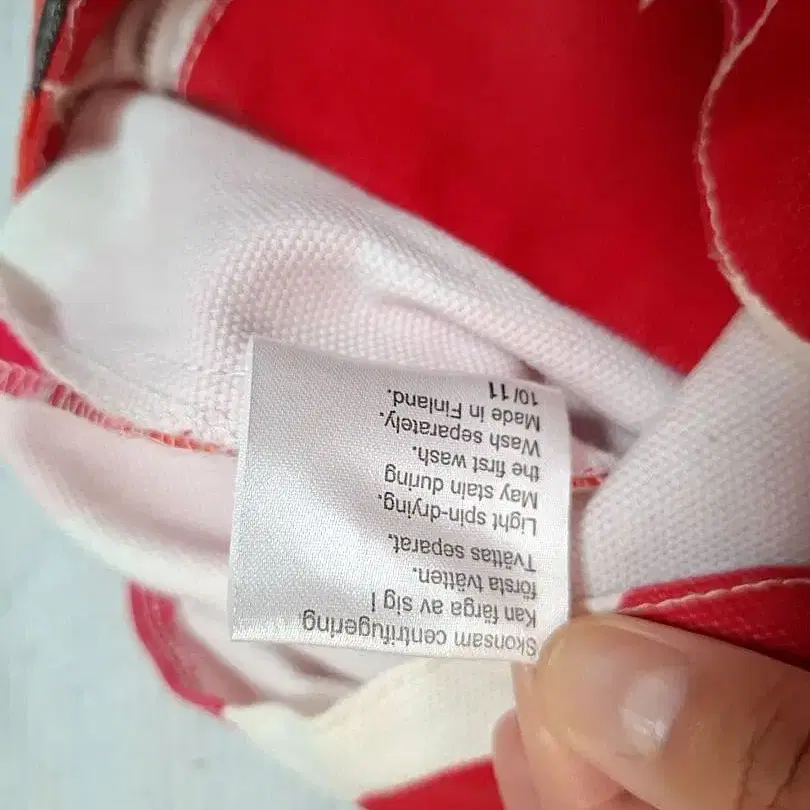 Skonsam centrifugering
Kan färga av sig i
första tvätten.
Tvättas separat.
Light spin-drying.
May stain during
the first wash.
Wash separately.
Made in Finland.
10/11